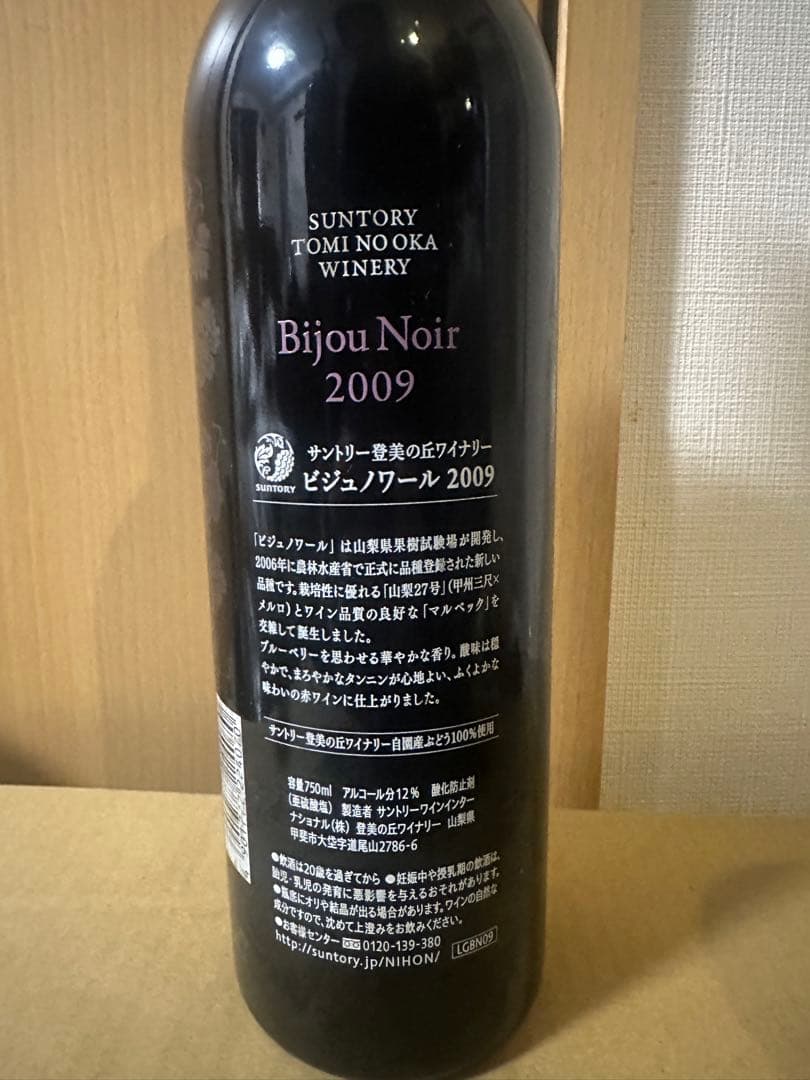 SUNTORY
TOMI NO OKA
WINERY
Bijou Noir
2009
SUNTORY
サントリー登美の丘ワイナリー
ビジュノワール 2009
「ビジュノワール」は山梨県果樹試験場が開発し、
2006年に農林水産省で正式に品種登録された新しい
品種です。栽培性に優れる「山梨27号」(甲州三尺×
メルロ)とワイン品質の良好な「マルベック」を
交雑して誕生しました。
ブルーベリーを思わせる華やかな香り。酸味は穏
やかで、まろやかなタンニンが心地よい、ふくよかな
味わいの赤ワインに仕上がりました。
サントリー登美の丘ワイナリー自園産ぶどう100%使用
容量750ml アルコール分12% 酸化防止剤
(亜硫酸塩) 製造者 サントリーワインインター
ナショナル(株) 登美の丘ワイナリー 山梨県
甲斐市大垈字道尾山2786-6
●飲酒は20歳を過ぎてから ●妊娠中や授乳期の飲酒は、
胎児・乳児の発育に悪影響を与えるおそれがあります。
●瓶底にオリや結晶が出る場合があります。ワインの自然な
成分ですので、沈めて上澄みをお飲みください。
●お客様センター 0120-139-380
http://suntory.jp/NIHON/ LGBN09